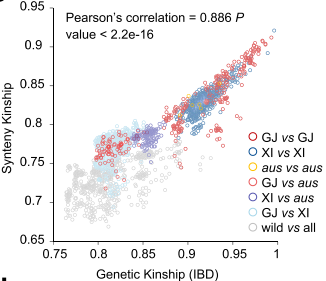 Pearson's correlation = 0.886 P
value < 2.2e-16
0.95
0.9
0.85
0.8
0.75
0.7
0.65
Synteny Kinship
GJ vs GJ
XI vs XI
aus vs aus
GJ vs aus
XI vs aus
GJ vs XI
wild vs all
0.75 0.8 0.85 0.9 0.95 1
Genetic Kinship (IBD)